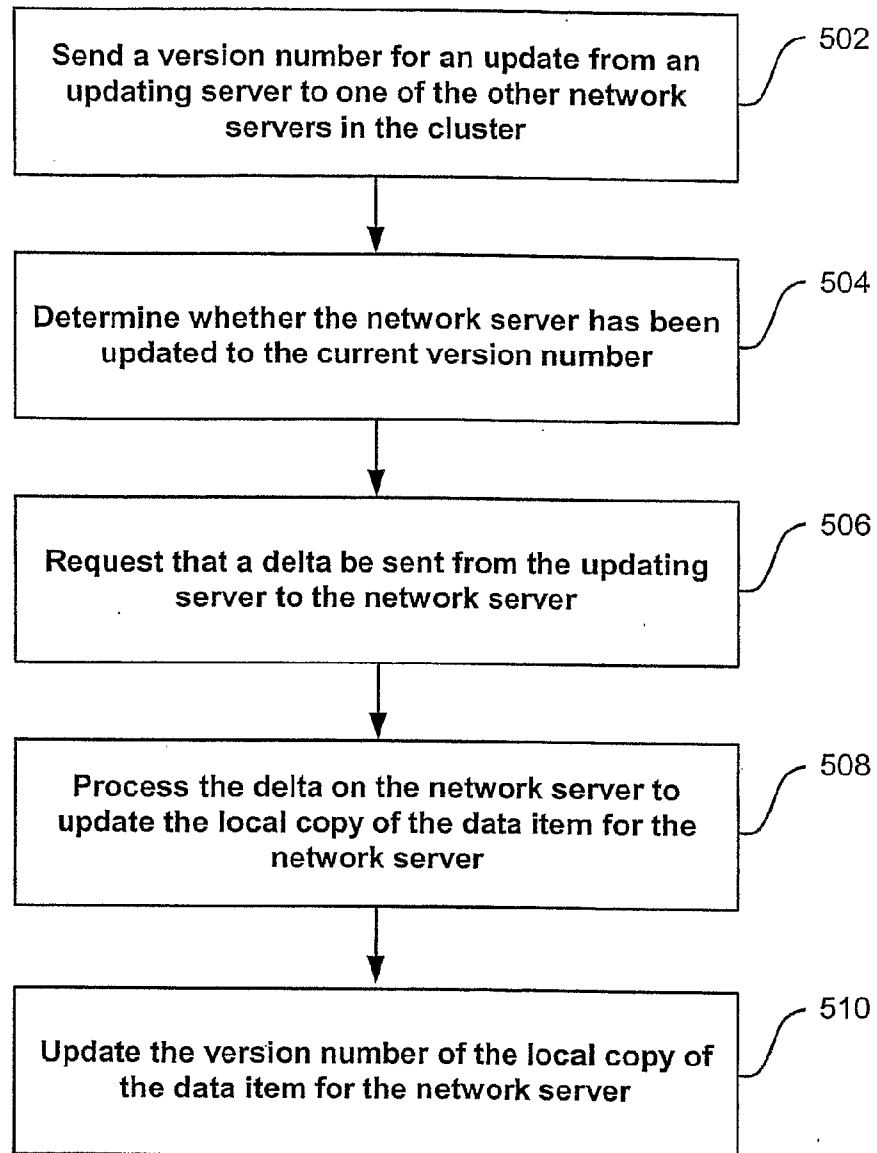 Send a version number for an update from an
updating server to one of the other network
servers in the cluster
502
Determine whether the network server has been
updated to the current version number
504
Request that a delta be sent from the updating
server to the network server
506
Process the delta on the network server to
update the local copy of the data item for the
network server
508
Update the version number of the local copy of
the data item for the network server
510